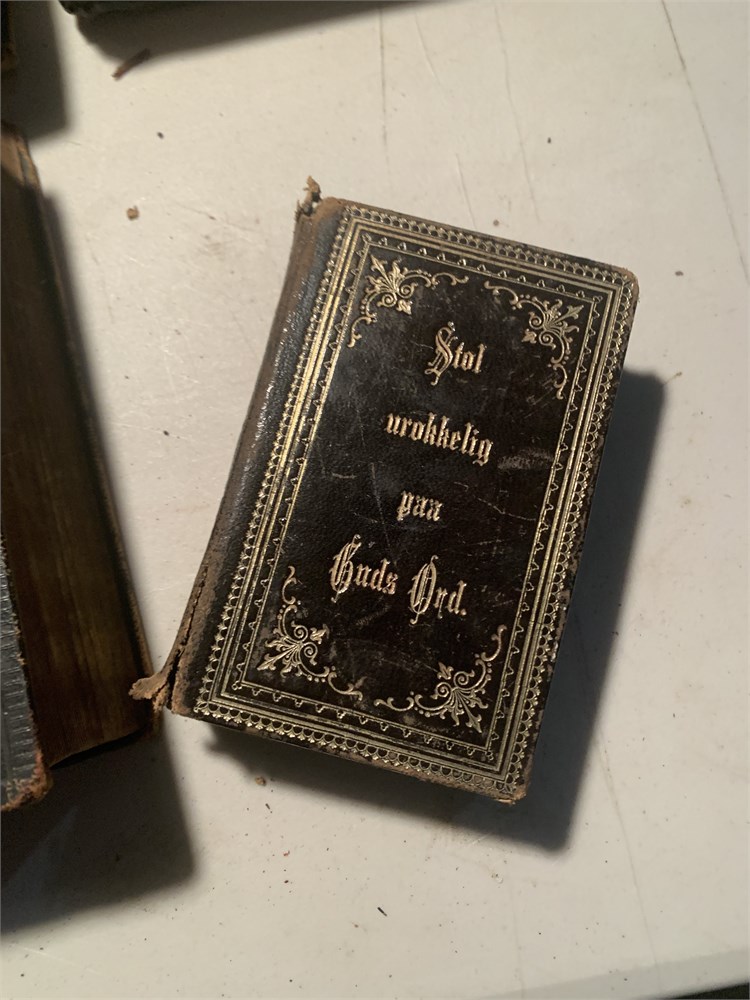 Stol
urokkelig
paa
Guds Ord.